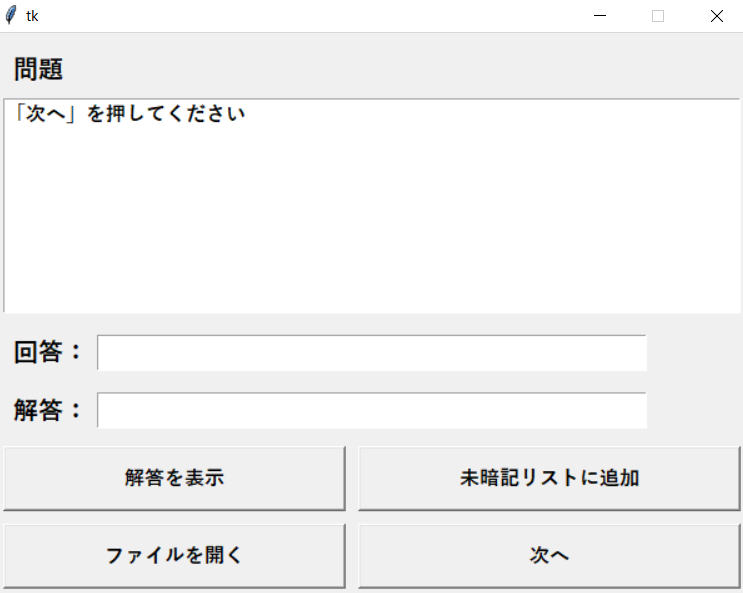 tk
問題
「次へ」を押してください
回答：
解答：
解答を表示
未暗記リストに追加
ファイルを開く
次へ